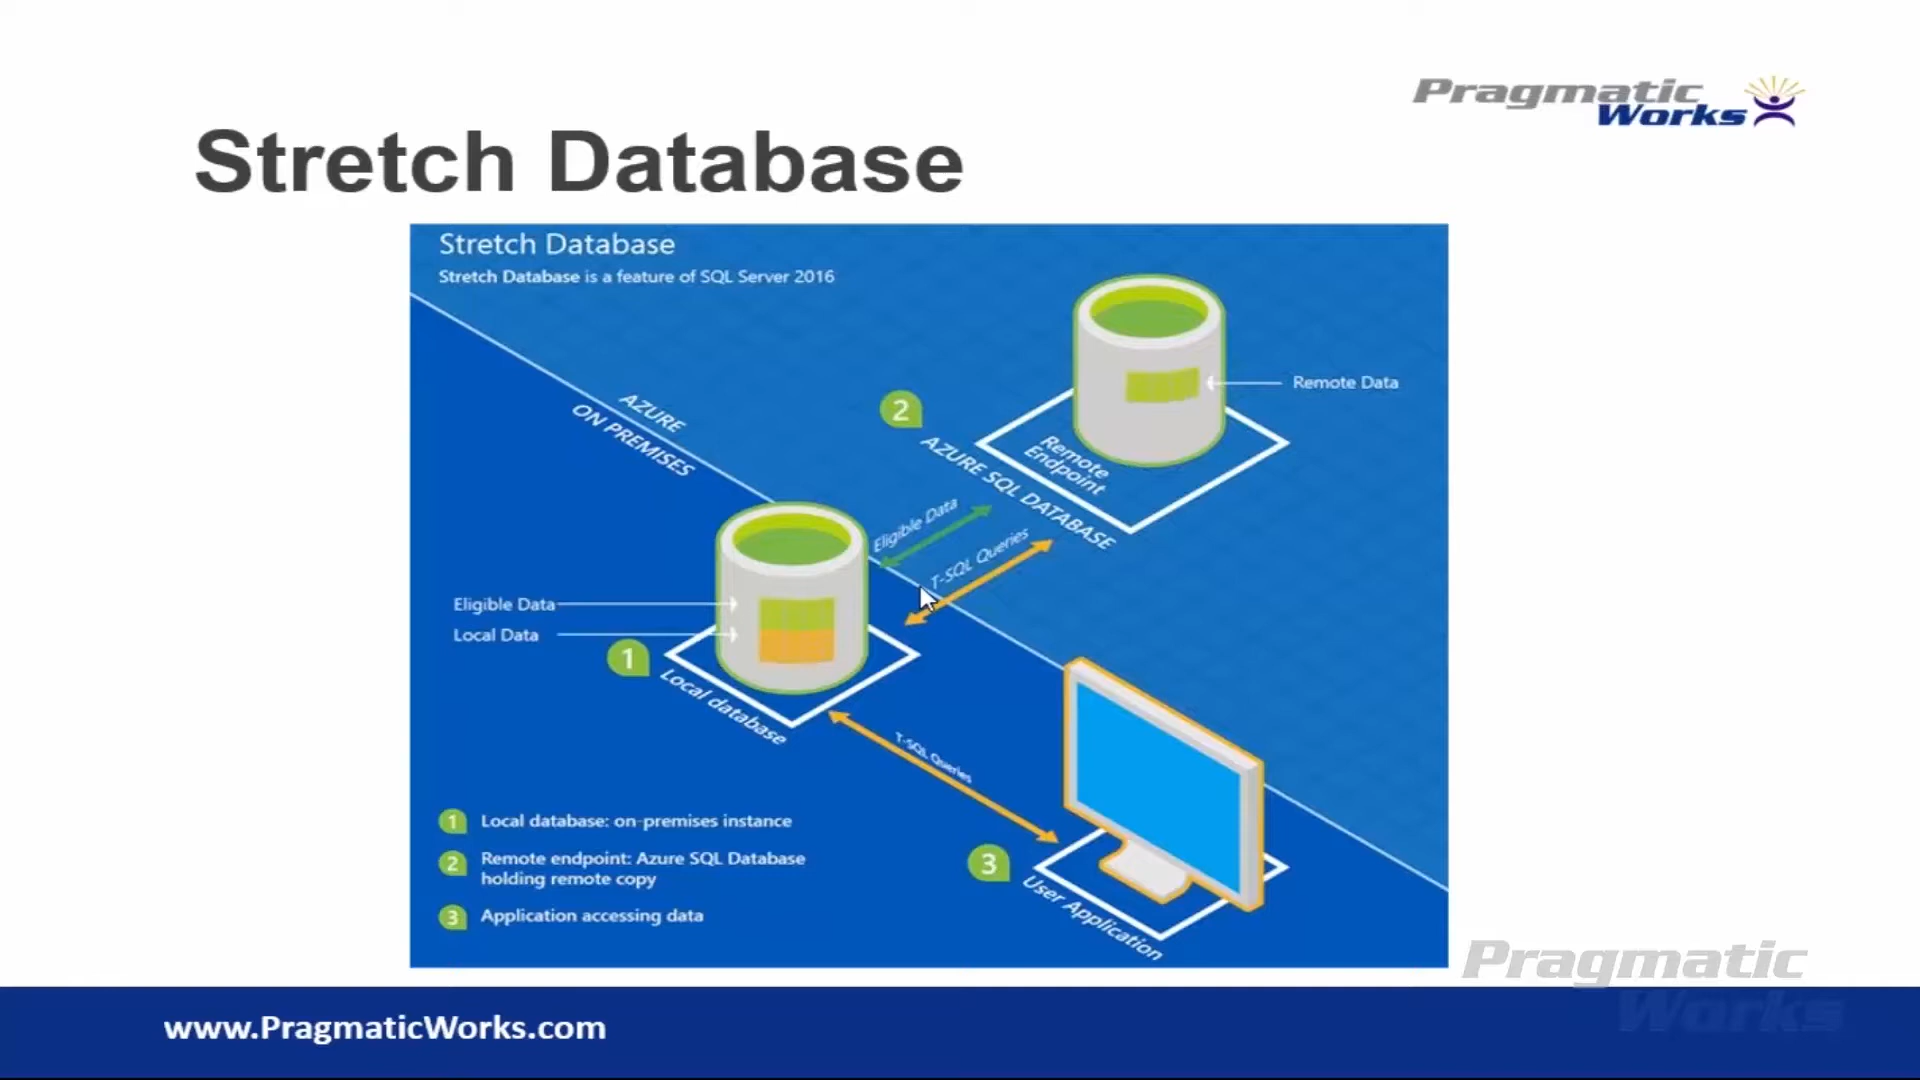 Pragmatic
Works
Stretch Database
Stretch Database
Stretch Database is a feature of SQL Server 2016
Remote Data
AZURE
ON PREMISES
2
AZURE SQL DATABASE
Remote
Endpoint
Eligible Data
T-SQL Queries
Eligible Data
Local Data
1
Local database
T-SQL Queries
1 Local database: on-premises instance
2 Remote endpoint: Azure SQL Database
holding remote copy
3 Application accessing data
3
User Application
Pragmatic
Works
www.PragmaticWorks.com